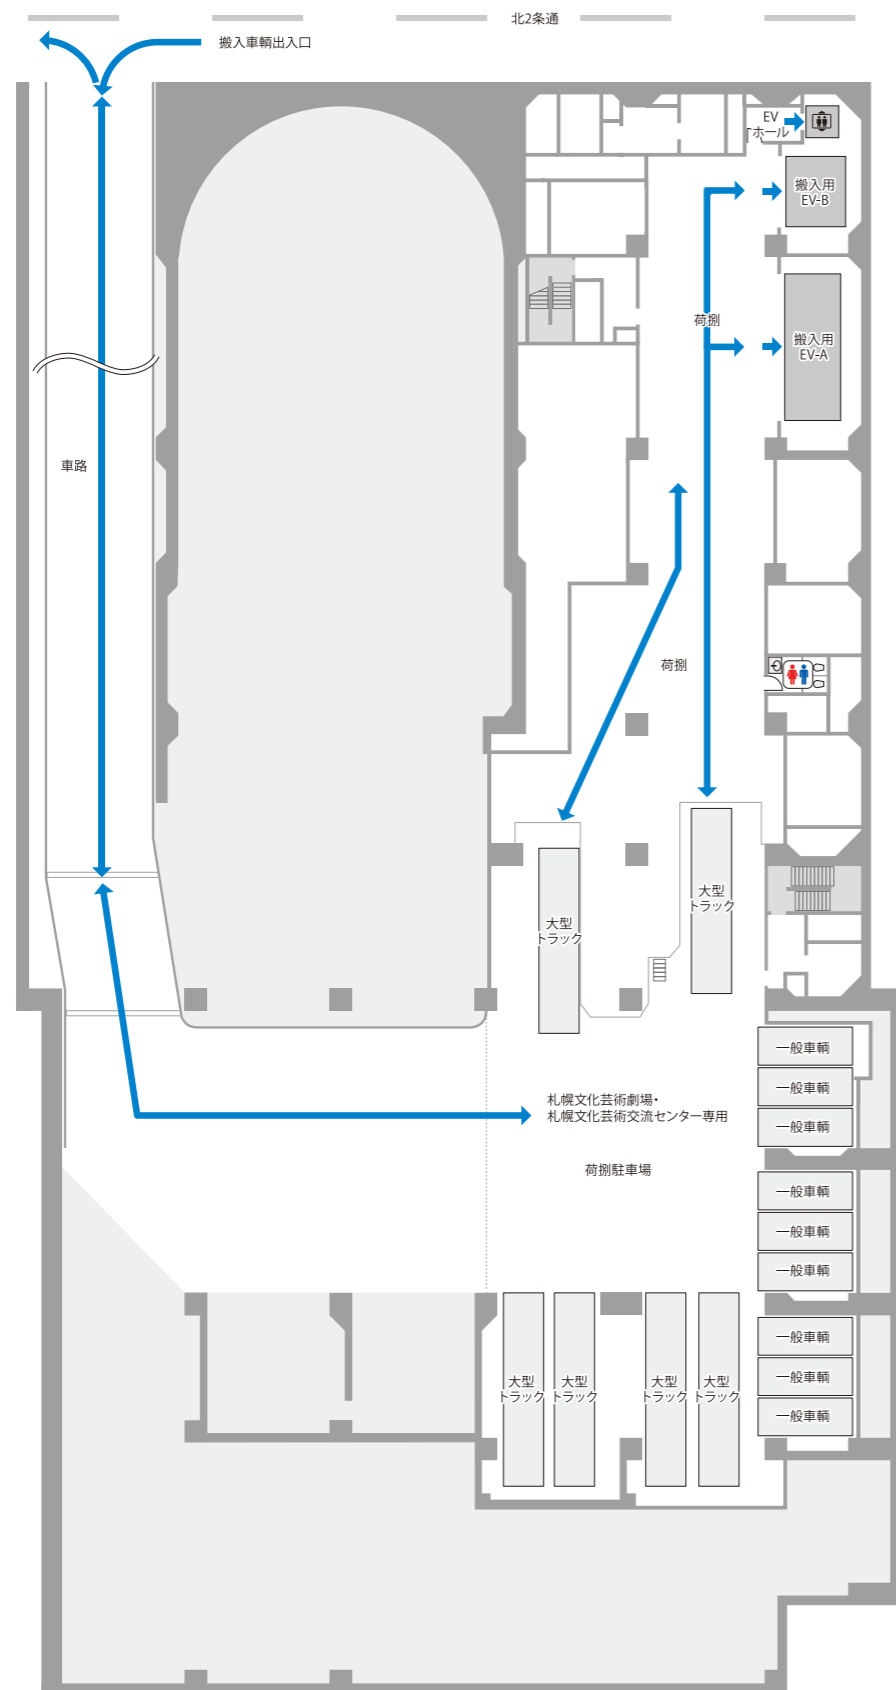 北2条通
搬入車輌出入口
EV
ホール
搬入用
EV-B
荷捌
搬入用
EV-A
車路
荷捌
大型
トラック
大型
トラック
一般車輌
一般車輌
一般車輌
札幌文化芸術劇場・
札幌文化芸術交流センター専用
荷捌駐車場
一般車輌
一般車輌
一般車輌
一般車輌
一般車輌
一般車輌
大型
トラック
大型
トラック
大型
トラック
大型
トラック